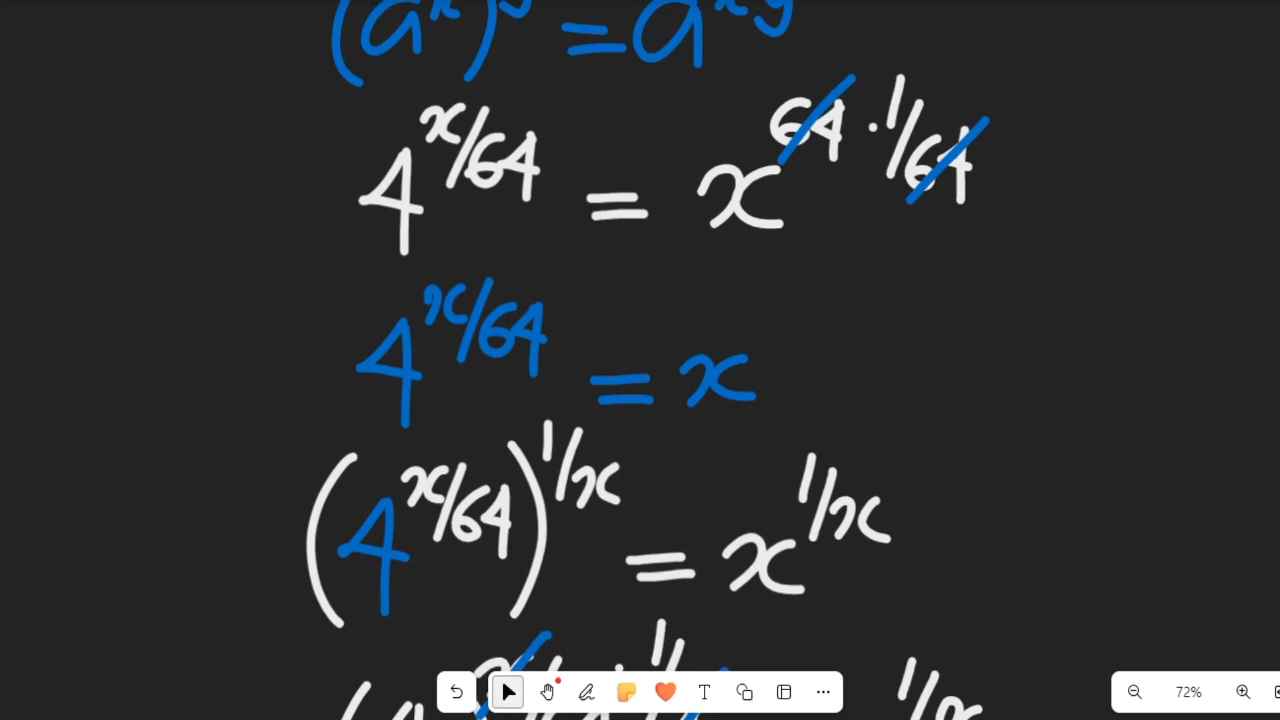 (a^x)^y = a^xy
4^x/64 = x^64 · 1/64
4^x/64 = x
(4^x/64)^1/x = x^1/x
72%